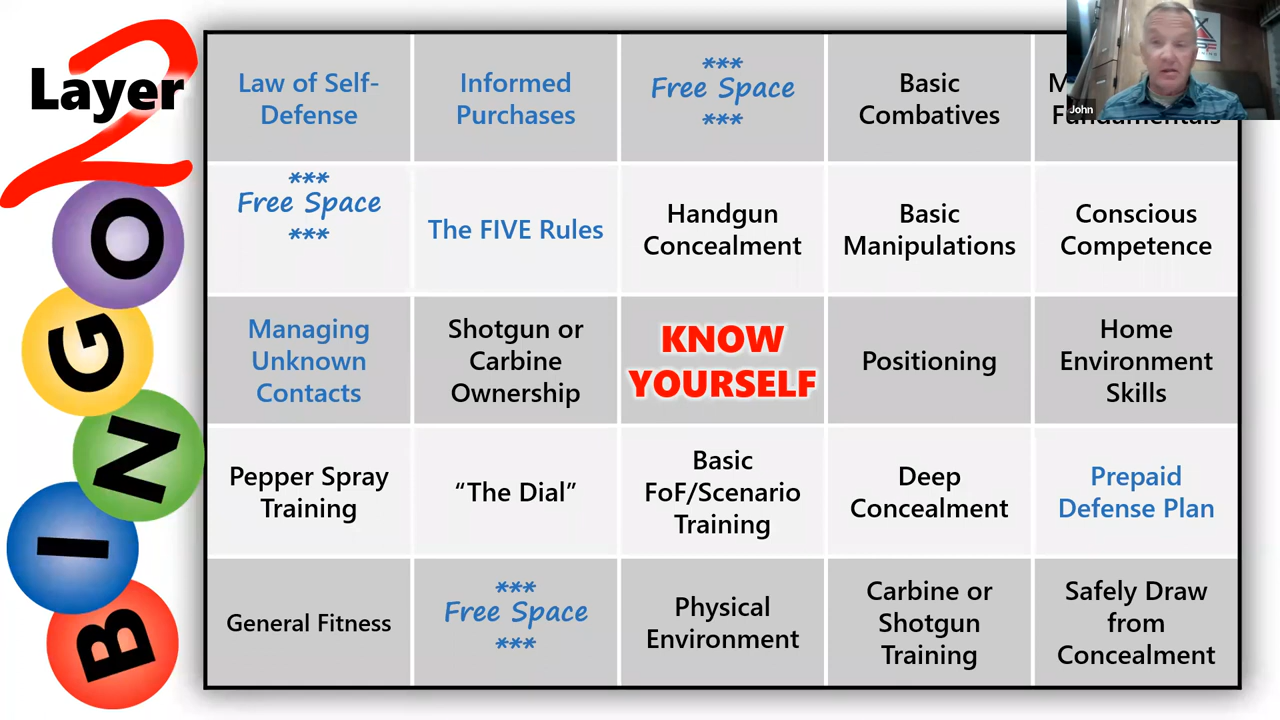 Layer
2
BINGO
Law of Self-
Defense
Informed
Purchases
***
Free Space
***
Basic
Combatives
Fundamentals
John
***
Free Space
***
The FIVE Rules
Handgun
Concealment
Basic
Manipulations
Conscious
Competence
Managing
Unknown
Contacts
Shotgun or
Carbine
Ownership
KNOW
YOURSELF
Positioning
Home
Environment
Skills
Pepper Spray
Training
“The Dial”
Basic
FoF/Scenario
Training
Deep
Concealment
Prepaid
Defense Plan
General Fitness
***
Free Space
***
Physical
Environment
Carbine or
Shotgun
Training
Safely Draw
from
Concealment